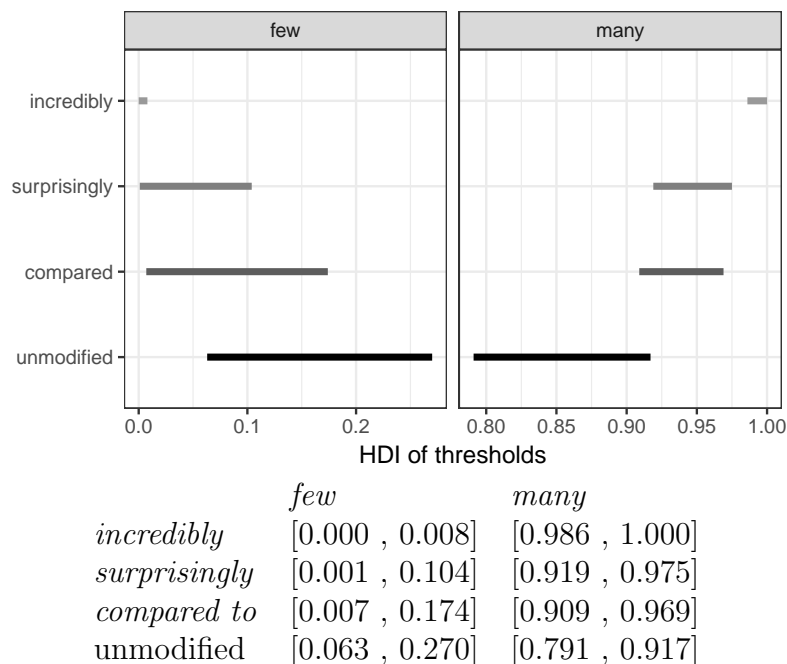 few many
incredibly
surprisingly
compared
unmodified
0.0 0.1 0.2 0.80 0.85 0.90 0.95 1.00
HDI of thresholds
few many
incredibly [0.000 , 0.008] [0.986 , 1.000]
surprisingly [0.001 , 0.104] [0.919 , 0.975]
compared to [0.007 , 0.174] [0.909 , 0.969]
unmodified [0.063 , 0.270] [0.791 , 0.917]